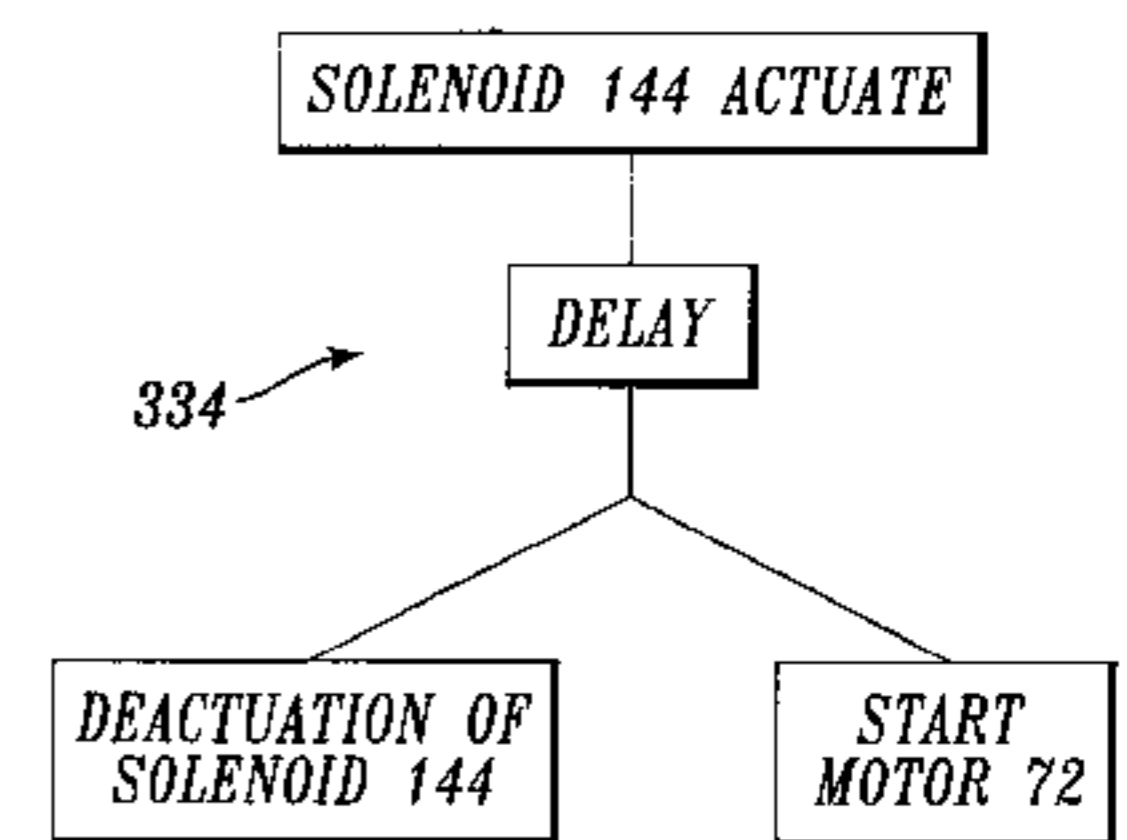 SOLENOID 144 ACTUATE
DELAY
334
DEACTUATION OF
SOLENOID 144
START
MOTOR 72